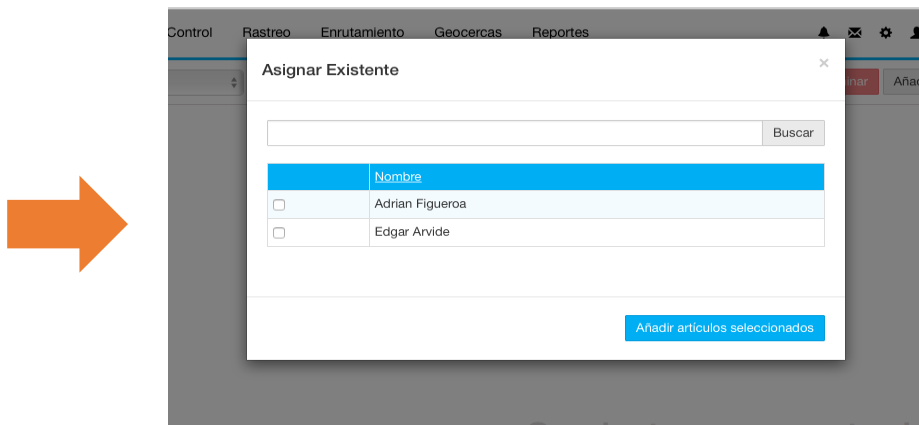 Control Rastreo Enrutamiento Geocercas Reportes
Asignar Existente
×
Buscar
Nombre
Adrian Figueroa
Edgar Arvide
Añadir artículos seleccionados